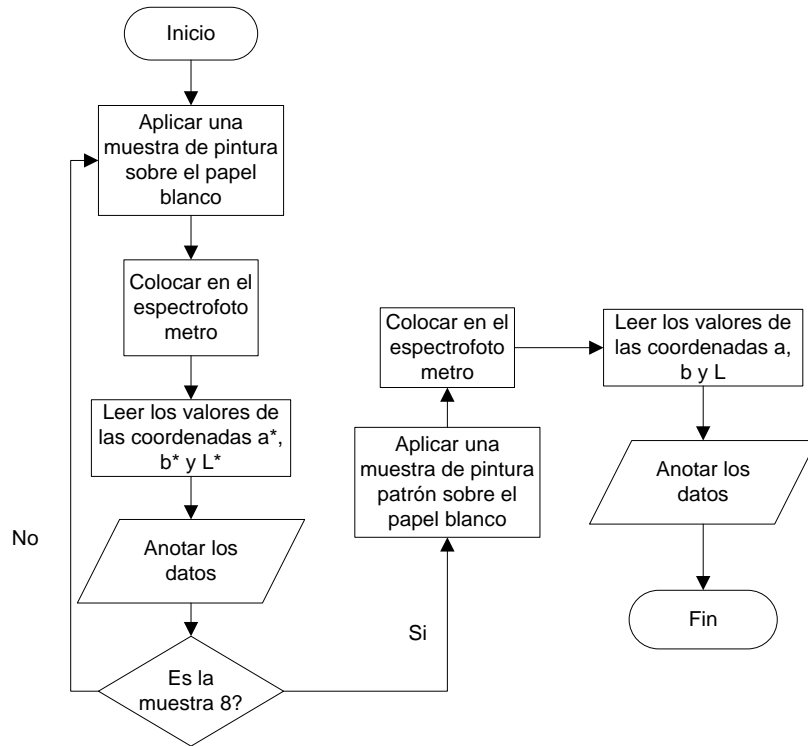 Inicio
Aplicar una
muestra de pintura
sobre el papel
blanco
Colocar en el
espectrofoto
metro
Leer los valores de
las coordenadas a*,
b* y L*
Anotar los
datos
Es la
muestra 8?
No
Si
Aplicar una
muestra de pintura
patrón sobre el
papel blanco
Colocar en el
espectrofoto
metro
Leer los valores de
las coordenadas a,
b y L
Anotar los
datos
Fin